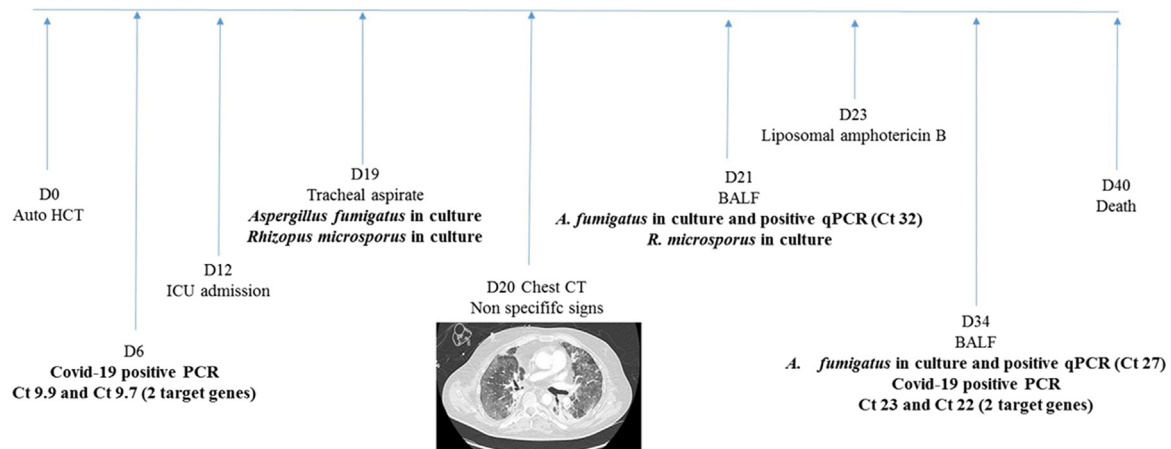 D0
Auto HCT
D6
Covid-19 positive PCR
Ct 9.9 and Ct 9.7 (2 target genes)
D12
ICU admission
D19
Tracheal aspirate
Aspergillus fumigatus in culture
Rhizopus microsporus in culture
D20 Chest CT
Non specififc signs
D21
BALF
A. fumigatus in culture and positive qPCR (Ct 32)
R. microsporus in culture
D23
Liposomal amphotericin B
D34
BALF
A. fumigatus in culture and positive qPCR (Ct 27)
Covid-19 positive PCR
Ct 23 and Ct 22 (2 target genes)
D40
Death